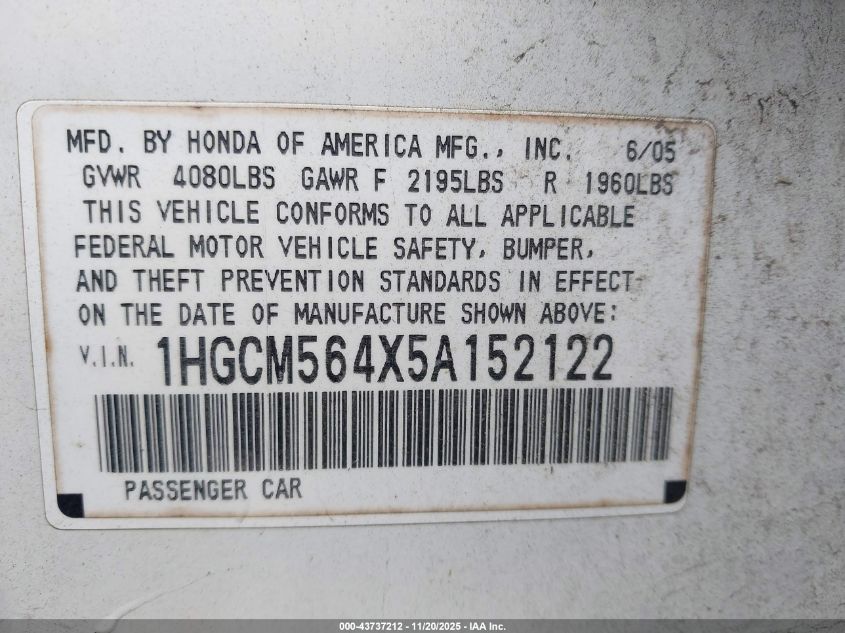 MFD. BY HONDA OF AMERICA MFG., INC. 6/05
GVWR 4080LBS GAWR F 2195LBS R 1960LBS
THIS VEHICLE CONFORMS TO ALL APPLICABLE
FEDERAL MOTOR VEHICLE SAFETY, BUMPER,
AND THEFT PREVENTION STANDARDS IN EFFECT
ON THE DATE OF MANUFACTURE SHOWN ABOVE:
V.I.N. 1HGCM564X5A152122
PASSENGER CAR
000-43737212 - 11/20/2025 - IAA Inc.